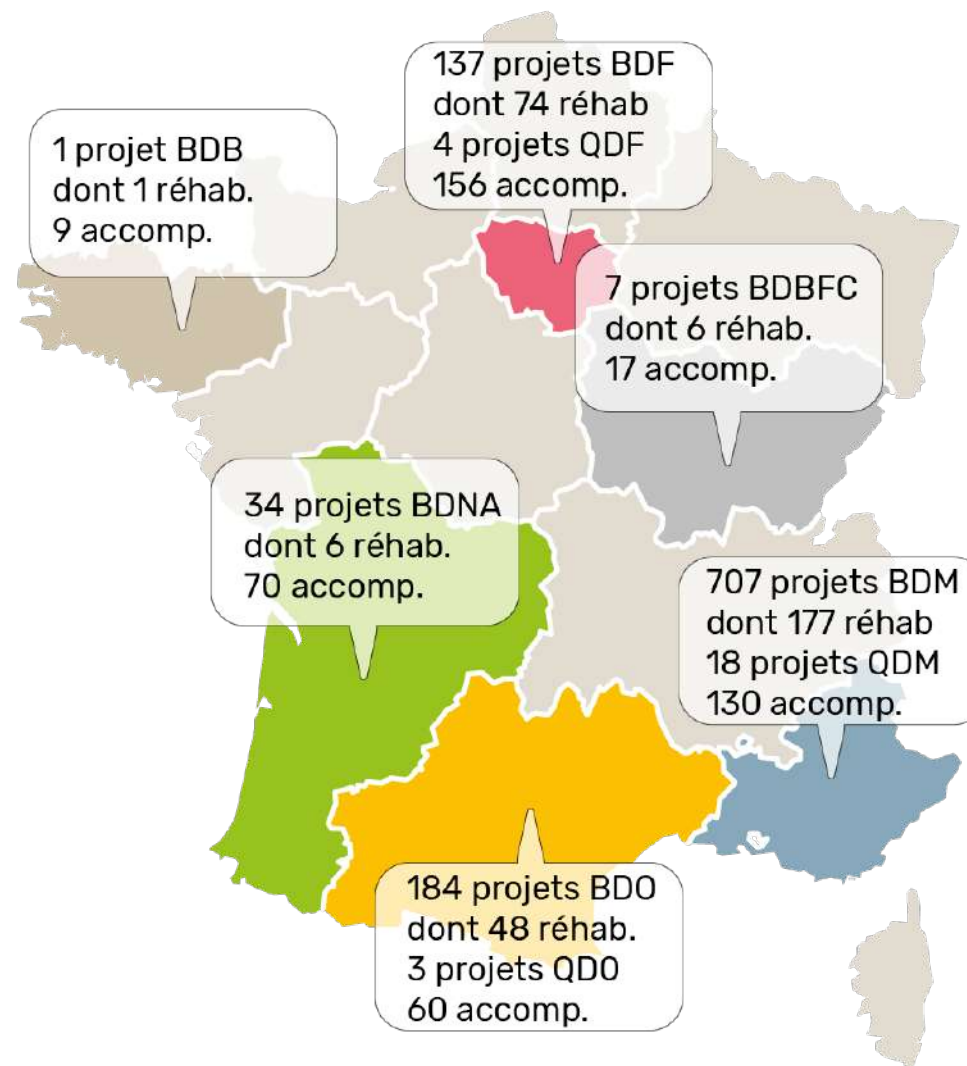 137 projets BDF
dont 74 réhab
4 projets QDF
156 accomp.
1 projet BDB
dont 1 réhab.
9 accomp.
7 projets BDBFC
dont 6 réhab.
17 accomp.
34 projets BDNA
dont 6 réhab.
70 accomp.
707 projets BDM
dont 177 réhab
18 projets QDM
130 accomp.
184 projets BDO
dont 48 réhab.
3 projets QDO
60 accomp.